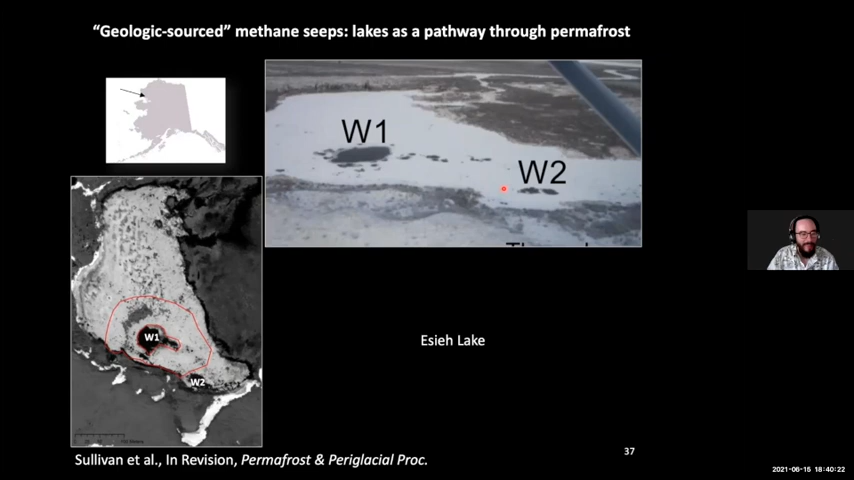 “Geologic-sourced” methane seeps: lakes as a pathway through permafrost
W1
W2
W1
W2
Esieh Lake
37
Sullivan et al., In Revision, Permafrost & Periglacial Proc.
2021-06-15 18:40:22